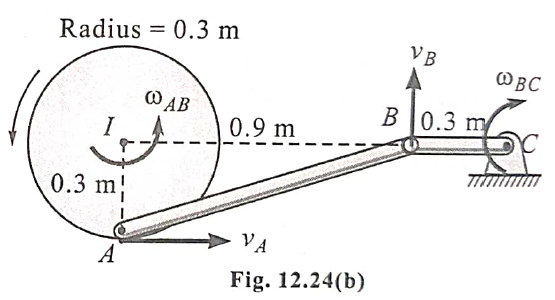 Radius = 0.3 m
v_B
ω_BC
ω_AB
B 0.3 m
I 0.9 m C
0.3 m
A v_A
Fig. 12.24(b)